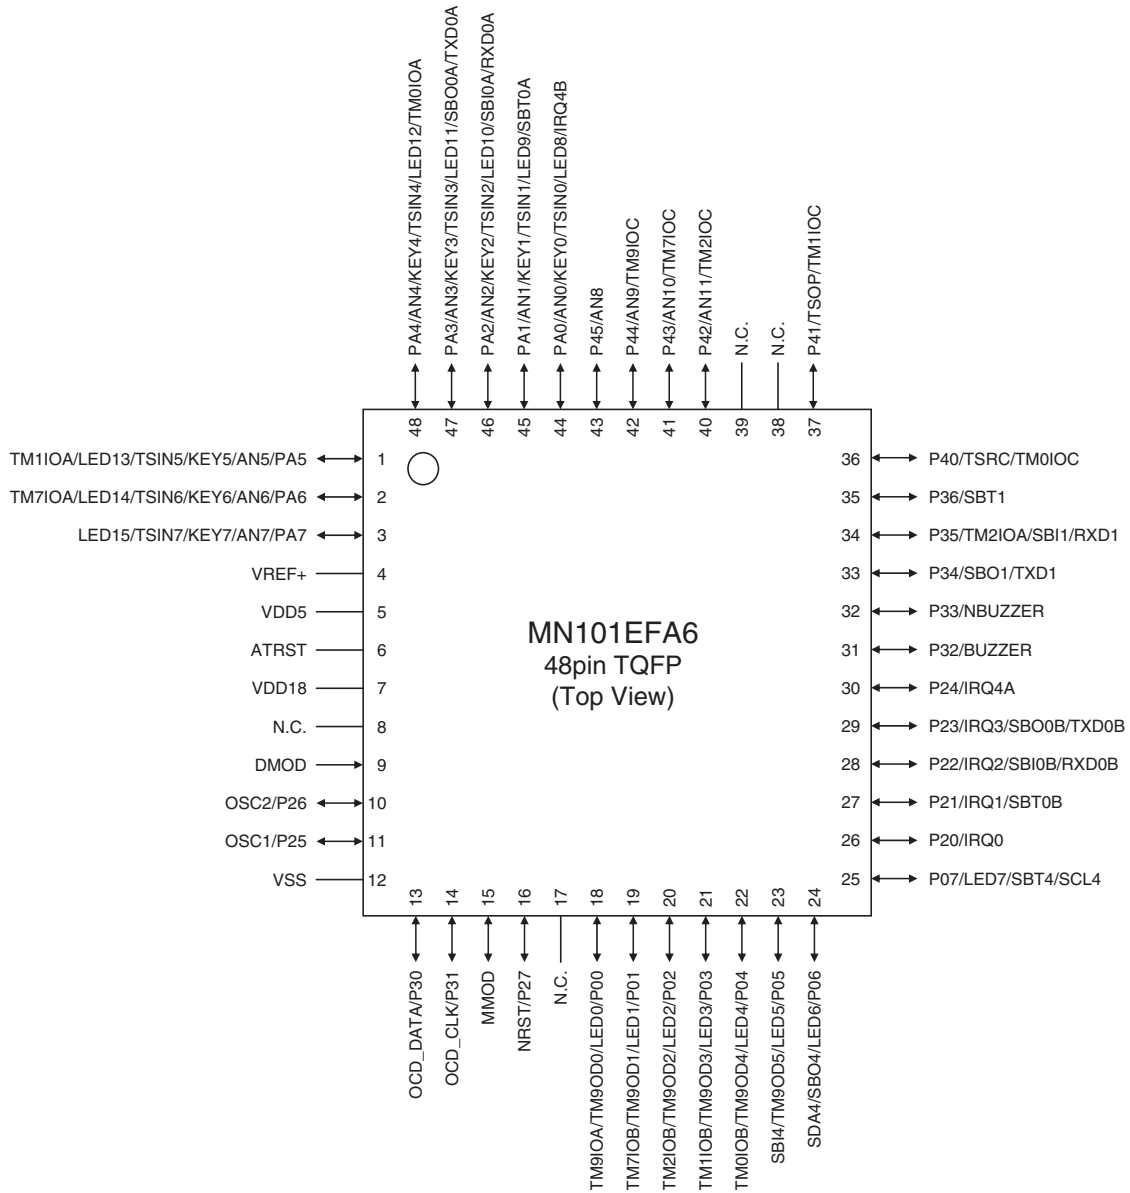 PA4/AN4/KEY4/TSIN4/LED12/TM0IOA
PA3/AN3/KEY3/TSIN3/LED11/SBO0A/TXD0A
PA2/AN2/KEY2/TSIN2/LED10/SBI0A/RXD0A
PA1/AN1/KEY1/TSIN1/LED9/SBT0A
PA0/AN0/KEY0/TSIN0/LED8/IRQ4B
P45/AN8
P44/AN9/TM9IOC
P43/AN10/TM7IOC
P42/AN11/TM2IOC
N.C.
N.C.
P41/TSOP/TM1IOC
48
47
46
45
44
43
42
41
40
39
38
37
TM1IOA/LED13/TSIN5/KEY5/AN5/PA5 1
TM7IOA/LED14/TSIN6/KEY6/AN6/PA6 2
LED15/TSIN7/KEY7/AN7/PA7 3
VREF+ 4
VDD5 5
ATRST 6
VDD18 7
N.C. 8
DMOD 9
OSC2/P26 10
OSC1/P25 11
VSS 12
MN101EFA6
48pin TQFP
(Top View)
36 P40/TSRC/TM0IOC
35 P36/SBT1
34 P35/TM2IOA/SBI1/RXD1
33 P34/SBO1/TXD1
32 P33/NBUZZER
31 P32/BUZZER
30 P24/IRQ4A
29 P23/IRQ3/SBO0B/TXD0B
28 P22/IRQ2/SBI0B/RXD0B
27 P21/IRQ1/SBT0B
26 P20/IRQ0
25 P07/LED7/SBT4/SCL4
13
14
15
16
17
18
19
20
21
22
23
24
OCD_DATA/P30
OCD_CLK/P31
MMOD
NRST/P27
N.C.
TM9IOA/TM9OD0/LED0/P00
TM7IOB/TM9OD1/LED1/P01
TM2IOB/TM9OD2/LED2/P02
TM1IOB/TM9OD3/LED3/P03
TM0IOB/TM9OD4/LED4/P04
SBI4/TM9OD5/LED5/P05
SDA4/SBO4/LED6/P06